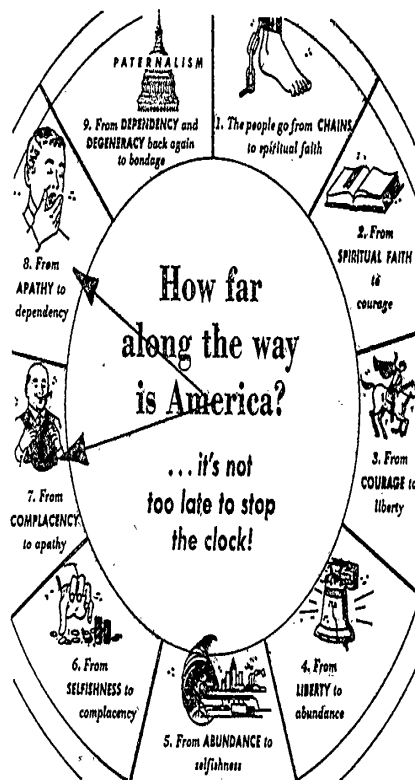 PATERNALISM
9. From DEPENDENCY and
DEGENERACY back again
to bondage
1. The people go from CHAINS
to spiritual faith
2. From
SPIRITUAL FAITH
to
courage
3. From
COURAGE to
liberty
4. From
LIBERTY to
abundance
5. From ABUNDANCE to
selfishness
6. From
SELFISHNESS to
complacency
7. From
COMPLACENCY
to apathy
8. From
APATHY to
dependency
How far
along the way
is America?
...it's not
too late to stop
the clock!